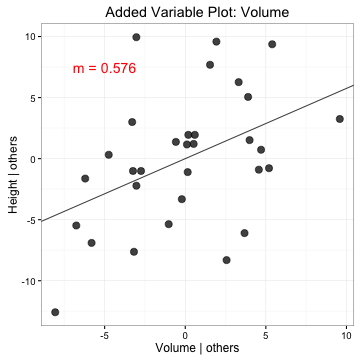 Added Variable Plot: Volume
10
m = 0.576
5
0
-5
-10
Height | others
-5 0 5 10
Volume | others